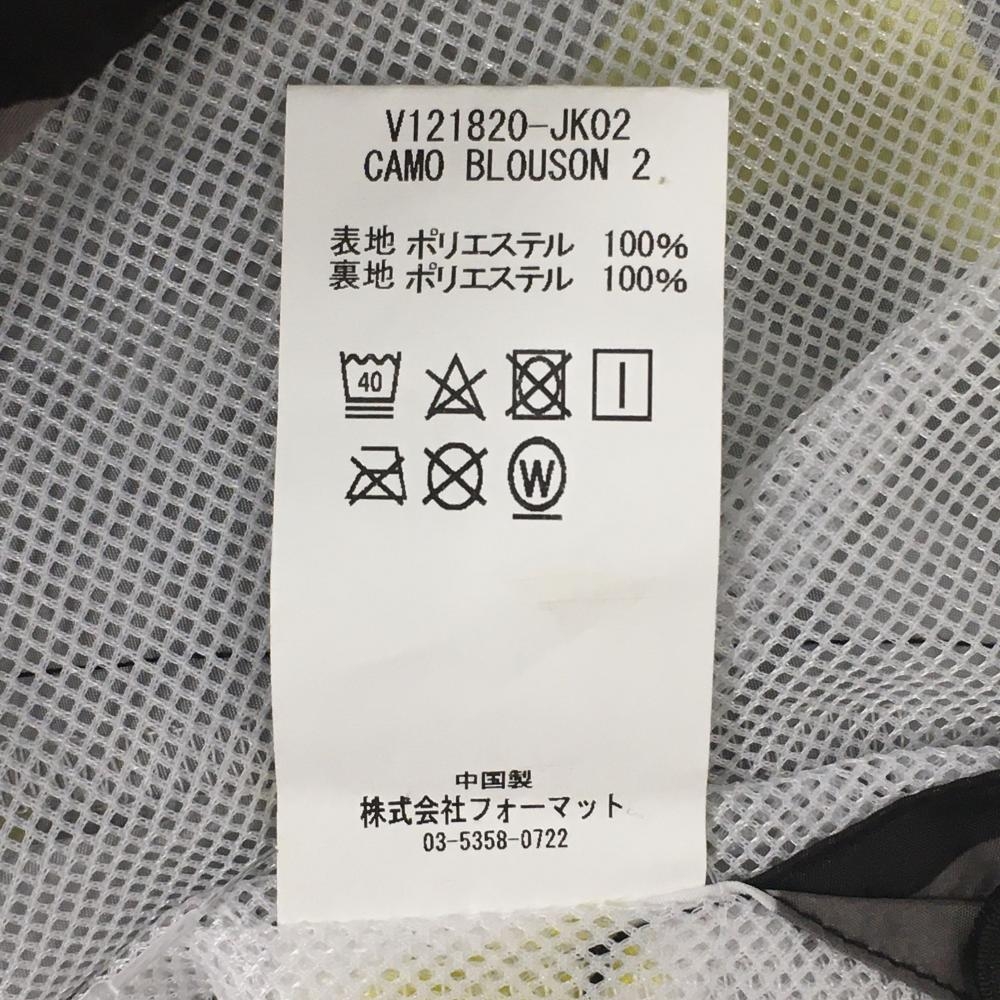 V121820-JK02
CAMO BLOUSON 2
表地 ポリエステル 100%
裏地 ポリエステル 100%
40
W
中国製
株式会社フォーマット
03-5358-0722